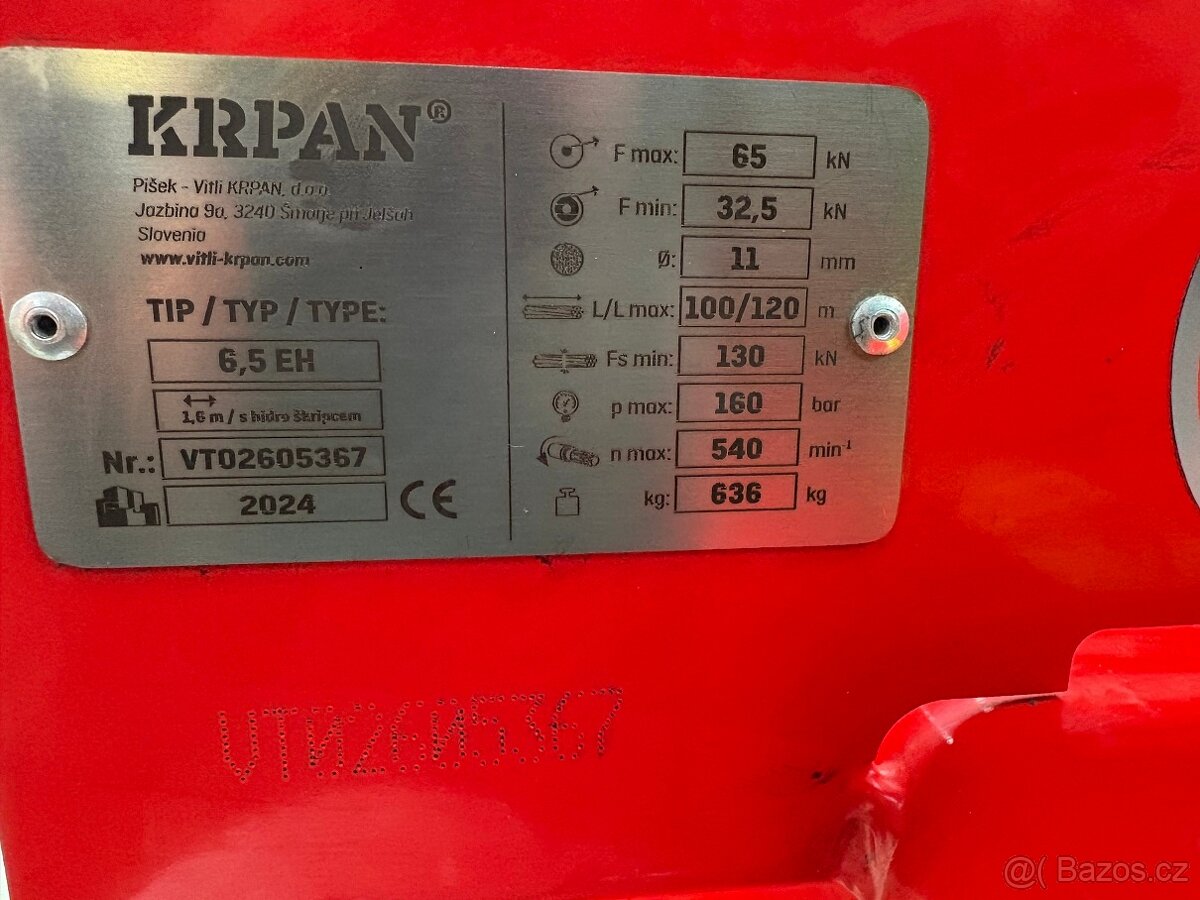 KRPAN®
Pišek - Vitli KRPAN, d.o.o.
Jazbina 9a, 3240 Šmarje pri Jelšah
Slovenia
www.vitli-krpan.com
TIP / TYP / TYPE:
6,5 EH
1,6 m / s hidro škripcem
Nr.: VT02605367
2024 CE
F max: 65 kN
F min: 32,5 kN
Ø: 11 mm
L/L max: 100/120 m
Fs min: 130 kN
p max: 160 bar
n max: 540 min⁻¹
kg: 636 kg
VT02605367
@( Bazos.cz